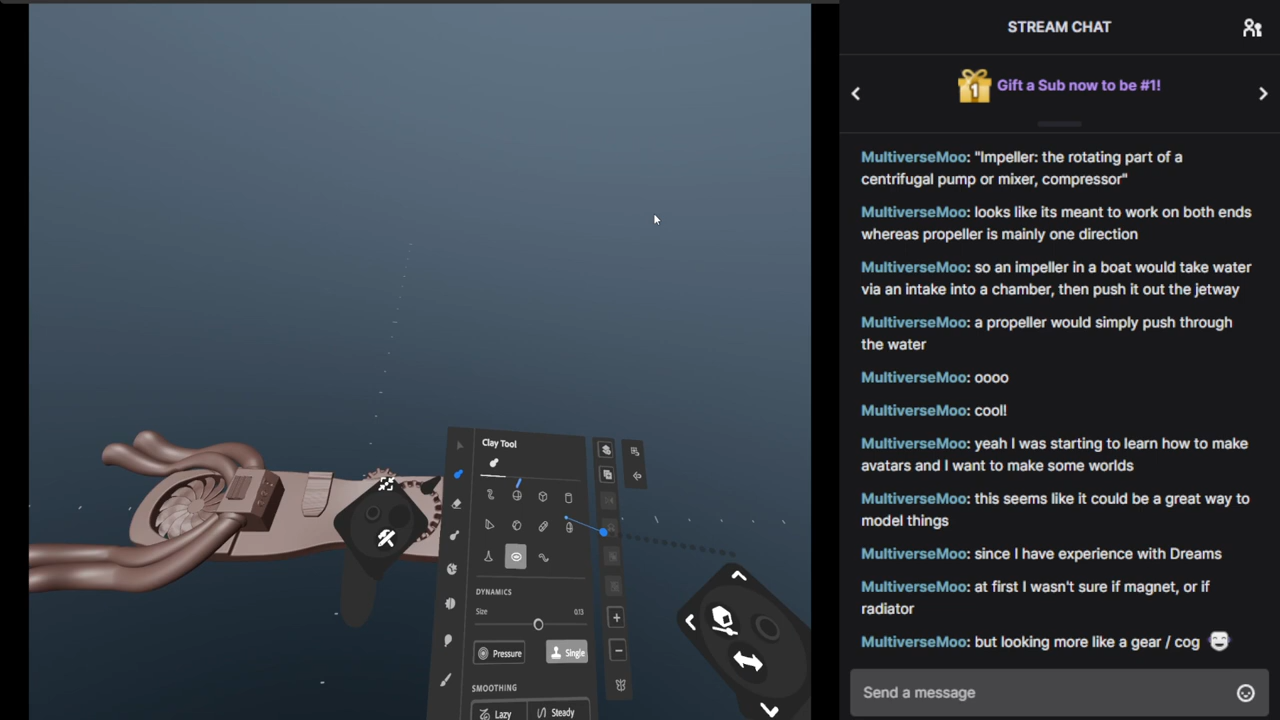 STREAM CHAT
1
Gift a Sub now to be #1!
MultiverseMoo: "Impeller: the rotating part of a
centrifugal pump or mixer, compressor"
MultiverseMoo: looks like its meant to work on both ends
whereas propeller is mainly one direction
MultiverseMoo: so an impeller in a boat would take water
via an intake into a chamber, then push it out the jetway
MultiverseMoo: a propeller would simply push through
the water
MultiverseMoo: oooo
MultiverseMoo: cool!
MultiverseMoo: yeah I was starting to learn how to make
avatars and I want to make some worlds
MultiverseMoo: this seems like it could be a great way to
model things
MultiverseMoo: since I have experience with Dreams
MultiverseMoo: at first I wasn't sure if magnet, or if
radiator
MultiverseMoo: but looking more like a gear / cog
Send a message
Clay Tool
DYNAMICS
Size 0.13
Pressure Single
SMOOTHING
Lazy Steady